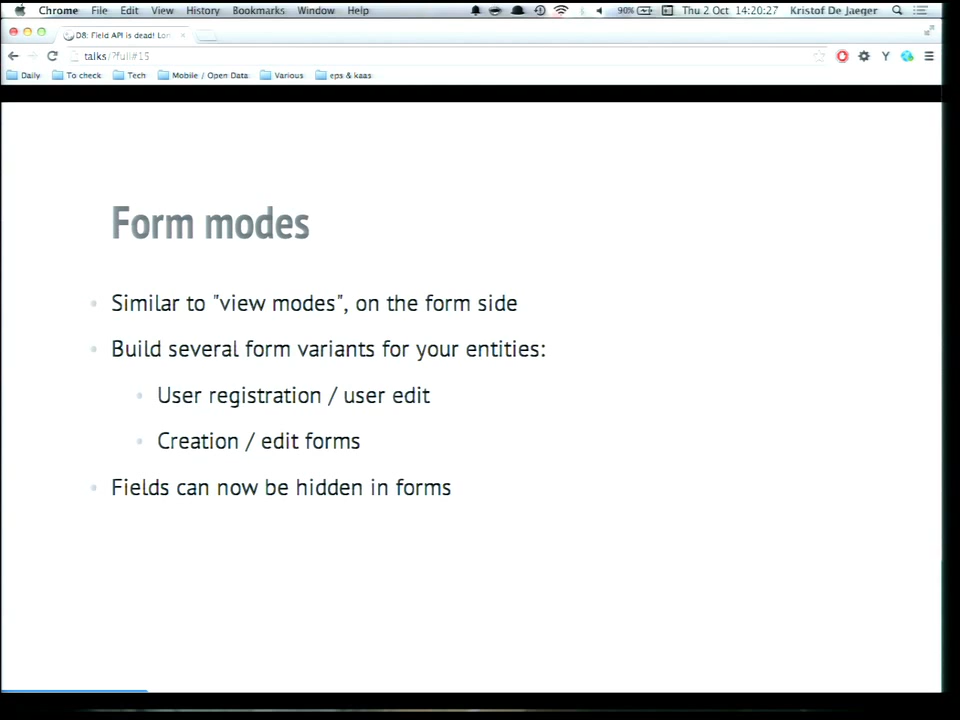 Chrome File Edit View History Bookmarks Window Help 90% Thu 2 Oct 14:20:27 Kristof De Jaeger
D8: Field API is dead! Lon
talks/?full#15
Daily To check Tech Mobile / Open Data Various eps & kaas
Form modes
Similar to "view modes", on the form side
Build several form variants for your entities:
User registration / user edit
Creation / edit forms
Fields can now be hidden in forms